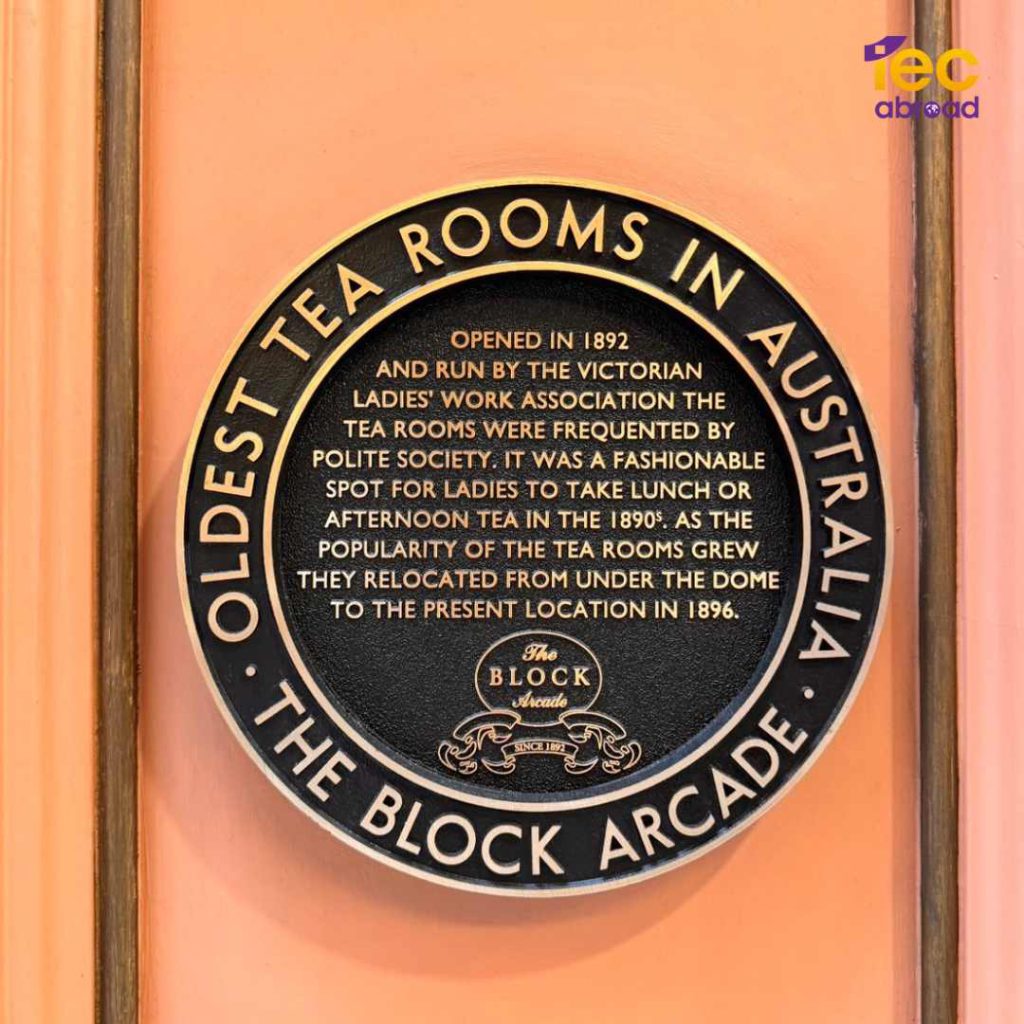 1ec
abroad
OLDEST TEA ROOMS IN AUSTRALIA
OPENED IN 1892
AND RUN BY THE VICTORIAN
LADIES' WORK ASSOCIATION THE
TEA ROOMS WERE FREQUENTED BY
POLITE SOCIETY. IT WAS A FASHIONABLE
SPOT FOR LADIES TO TAKE LUNCH OR
AFTERNOON TEA IN THE 1890ˢ. AS THE
POPULARITY OF THE TEA ROOMS GREW
THEY RELOCATED FROM UNDER THE DOME
TO THE PRESENT LOCATION IN 1896.
The
BLOCK
Arcade
SINCE 1892
· THE BLOCK ARCADE ·